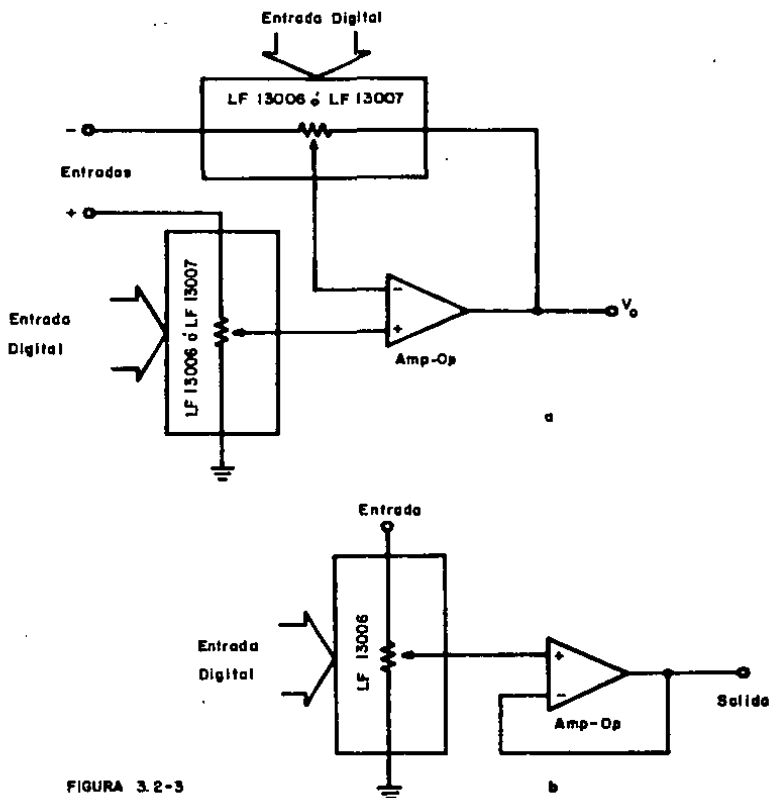 Entrada Digital
LF 13006 ó LF 13007
-
Entradas
+
LF 13006 ó LF 13007
Entrada
Digital
-
+
Amp-Op
Vo
a
Entrada
LF 13006
Entrada
Digital
+
-
Amp-Op
Salida
FIGURA 3.2-3
b